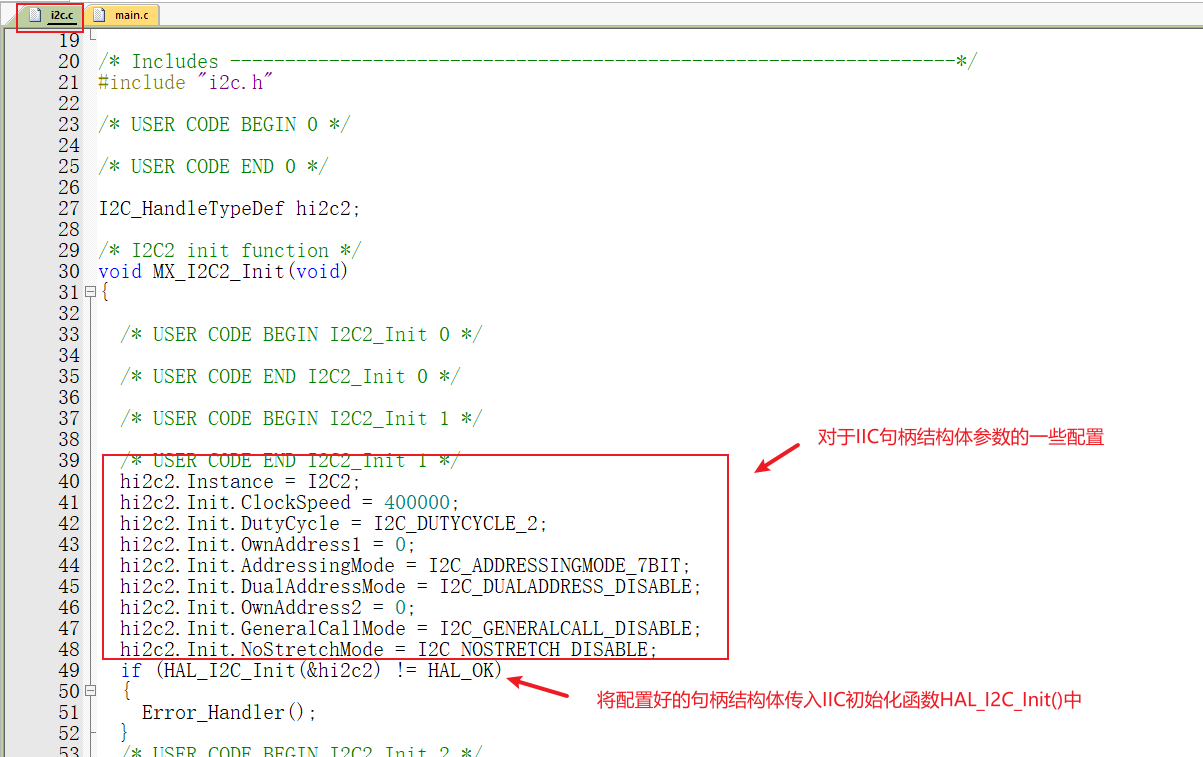 i2c.c main.c
19
20 /* Includes ------------------------------------------------------------------*/
21 #include "i2c.h"
22
23 /* USER CODE BEGIN 0 */
24
25 /* USER CODE END 0 */
26
27 I2C_HandleTypeDef hi2c2;
28
29 /* I2C2 init function */
30 void MX_I2C2_Init(void)
31 {
32
33 /* USER CODE BEGIN I2C2_Init 0 */
34
35 /* USER CODE END I2C2_Init 0 */
36
37 /* USER CODE BEGIN I2C2_Init 1 */
对于IIC句柄结构体参数的一些配置
38
39 /* USER CODE END I2C2_Init 1 */
40 hi2c2.Instance = I2C2;
41 hi2c2.Init.ClockSpeed = 400000;
42 hi2c2.Init.DutyCycle = I2C_DUTYCYCLE_2;
43 hi2c2.Init.OwnAddress1 = 0;
44 hi2c2.Init.AddressingMode = I2C_ADDRESSINGMODE_7BIT;
45 hi2c2.Init.DualAddressMode = I2C_DUALADDRESS_DISABLE;
46 hi2c2.Init.OwnAddress2 = 0;
47 hi2c2.Init.GeneralCallMode = I2C_GENERALCALL_DISABLE;
48 hi2c2.Init.NoStretchMode = I2C_NOSTRETCH_DISABLE;
49 if (HAL_I2C_Init(&hi2c2) != HAL_OK)
50 {
将配置好的句柄结构体传入IIC初始化函数HAL_I2C_Init()中
51 Error_Handler();
52 }
53 /* USER CODE BEGIN I2C2_Init 2 */